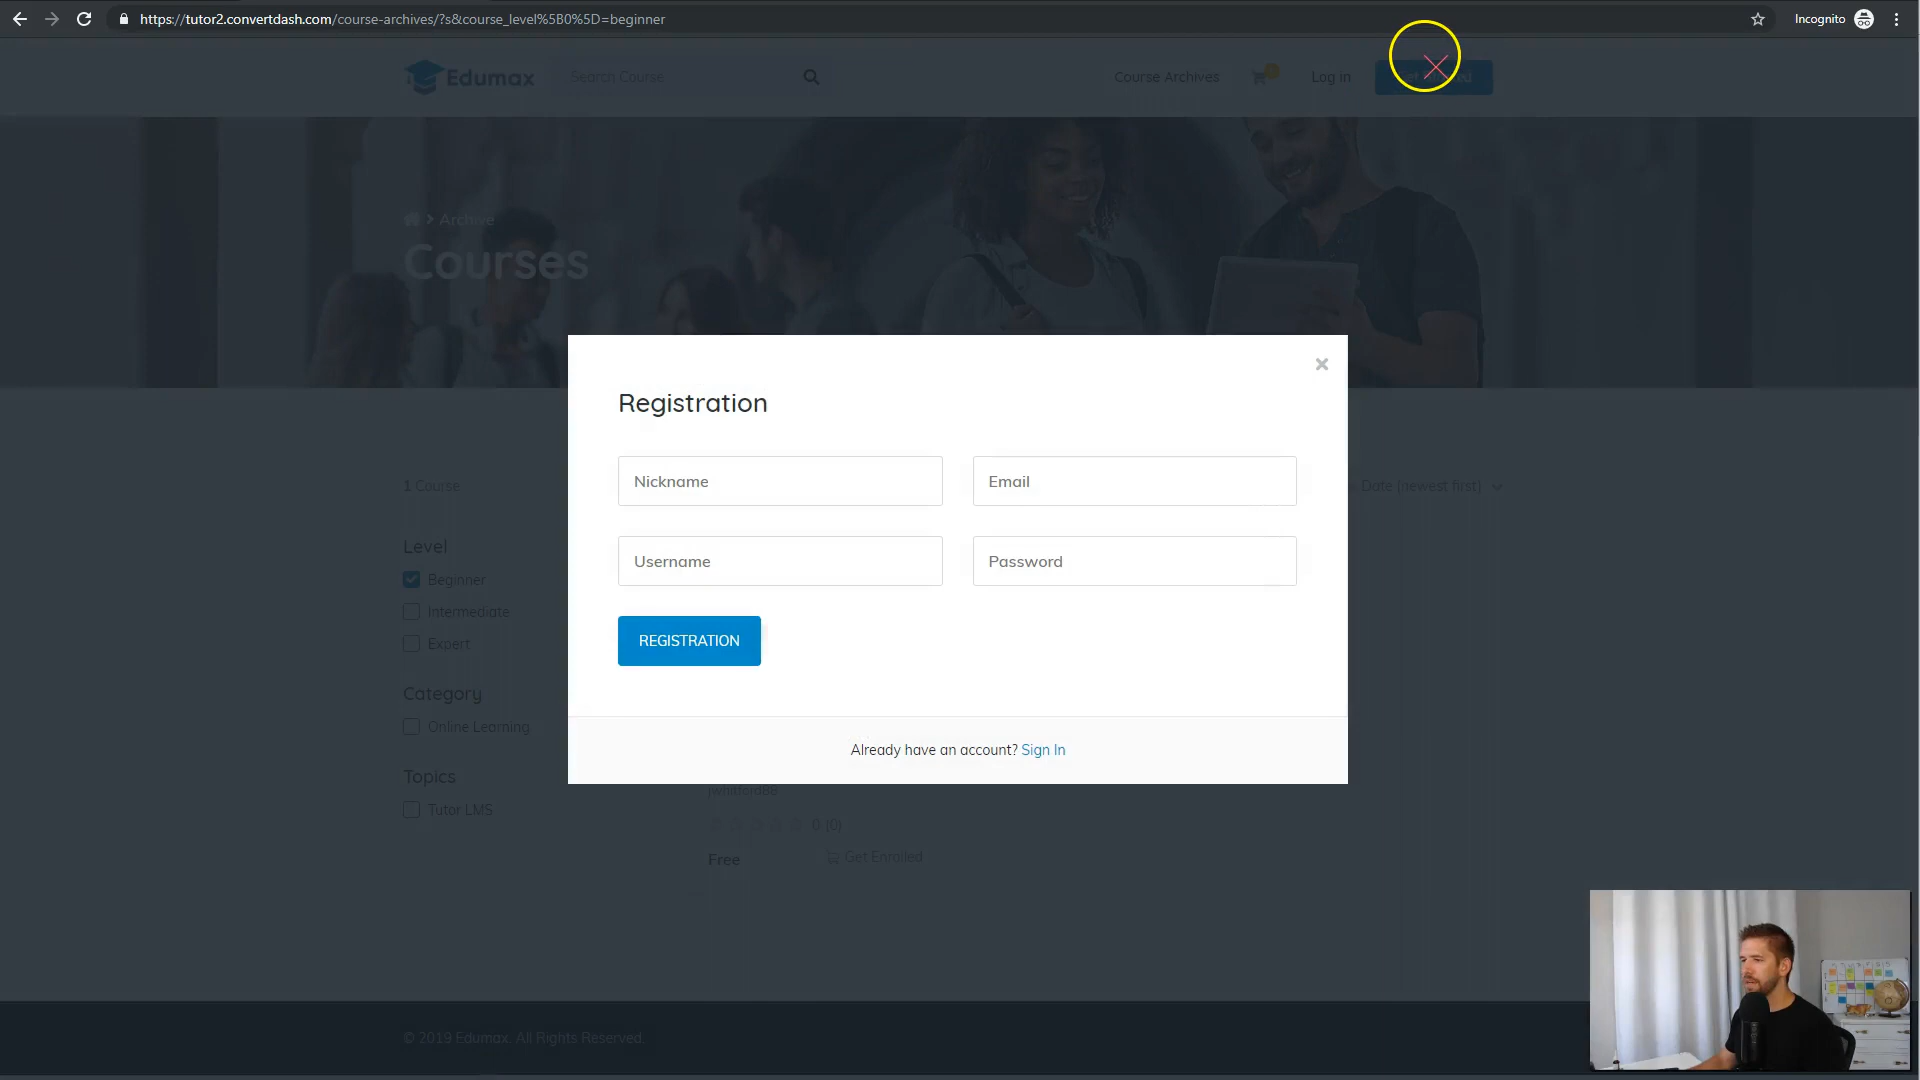 https://tutor2.convertdash.com/course-archives/?s&course_level%5B0%5D=beginner
Incognito
Edumax
Search Course
Course Archives
Log in
Archive
Courses
Registration
Nickname
Email
1 Course
Date (newest first)
Level
Username
Password
Beginner
Intermediate
Expert
REGISTRATION
Category
Online Learning
Already have an account? Sign In
Topics
jwhitford88
Tutor LMS
0 (0)
Free
Get Enrolled
© 2019 Edumax. All Rights Reserved.